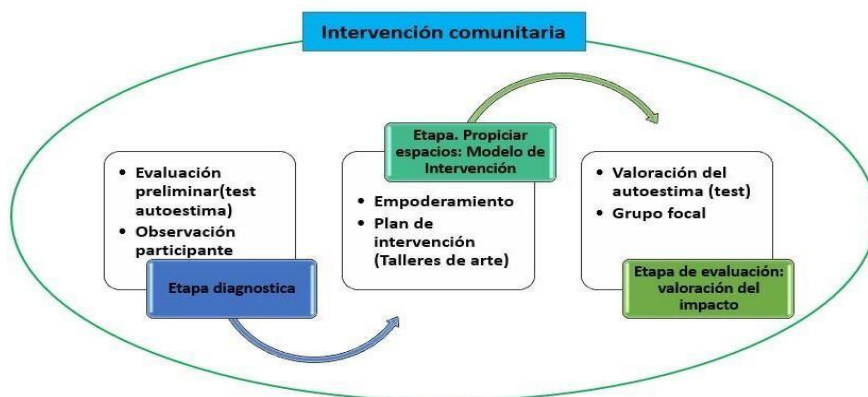 Intervención comunitaria
• Evaluación
preliminar(test
autoestima)
• Observación
participante
Etapa diagnostica
Etapa. Propiciar
espacios: Modelo de
Intervención
• Empoderamiento
• Plan de
intervención
(Talleres de arte)
• Valoración del
autoestima (test)
• Grupo focal
Etapa de evaluación:
valoración del
impacto